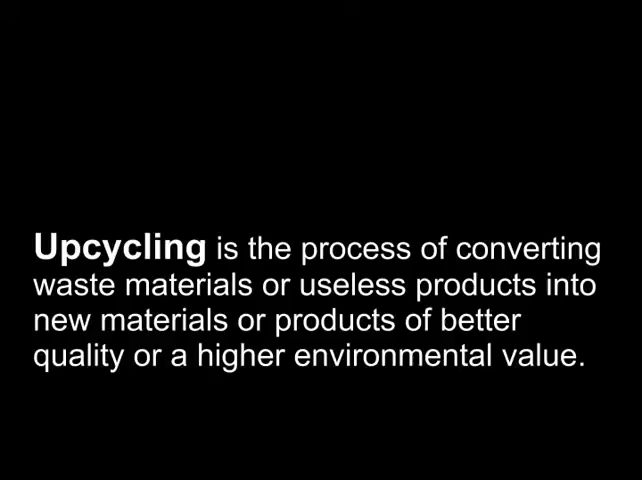 Upcycling is the process of converting
waste materials or useless products into
new materials or products of better
quality or a higher environmental value.